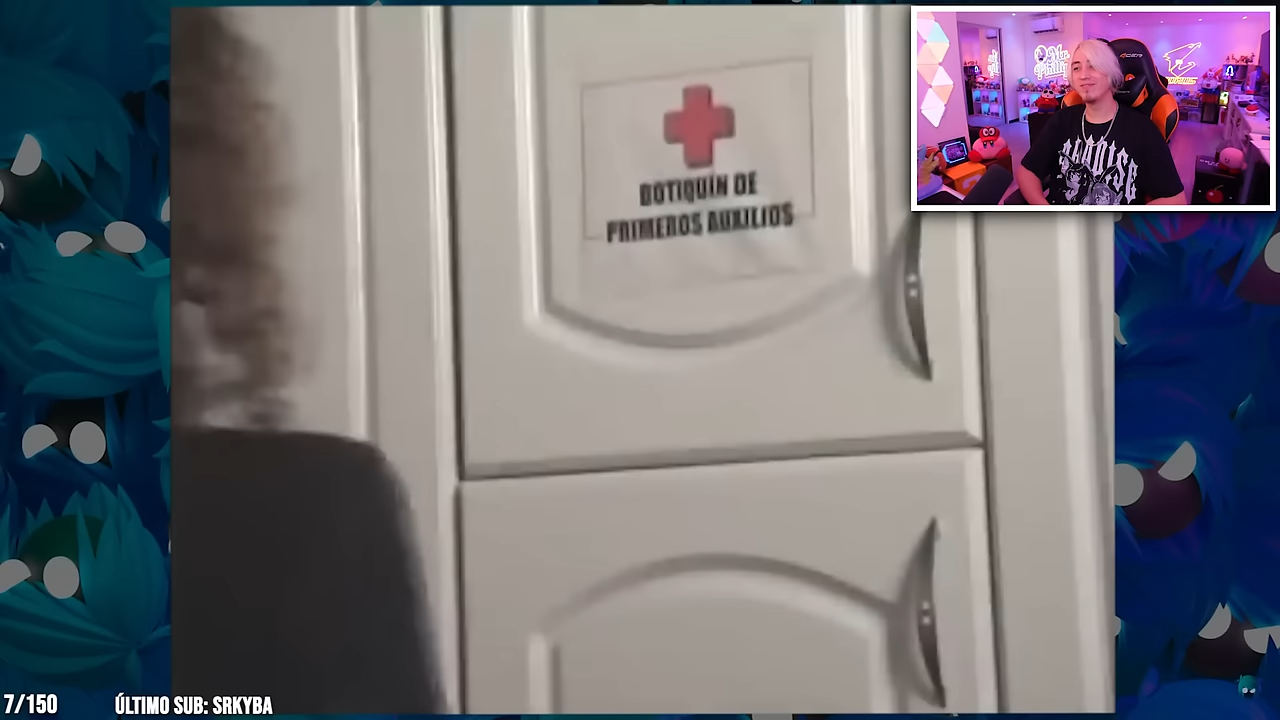 BOTIQUÍN DE
PRIMEROS AUXILIOS
7/150
ÚLTIMO SUB: SRKYBA